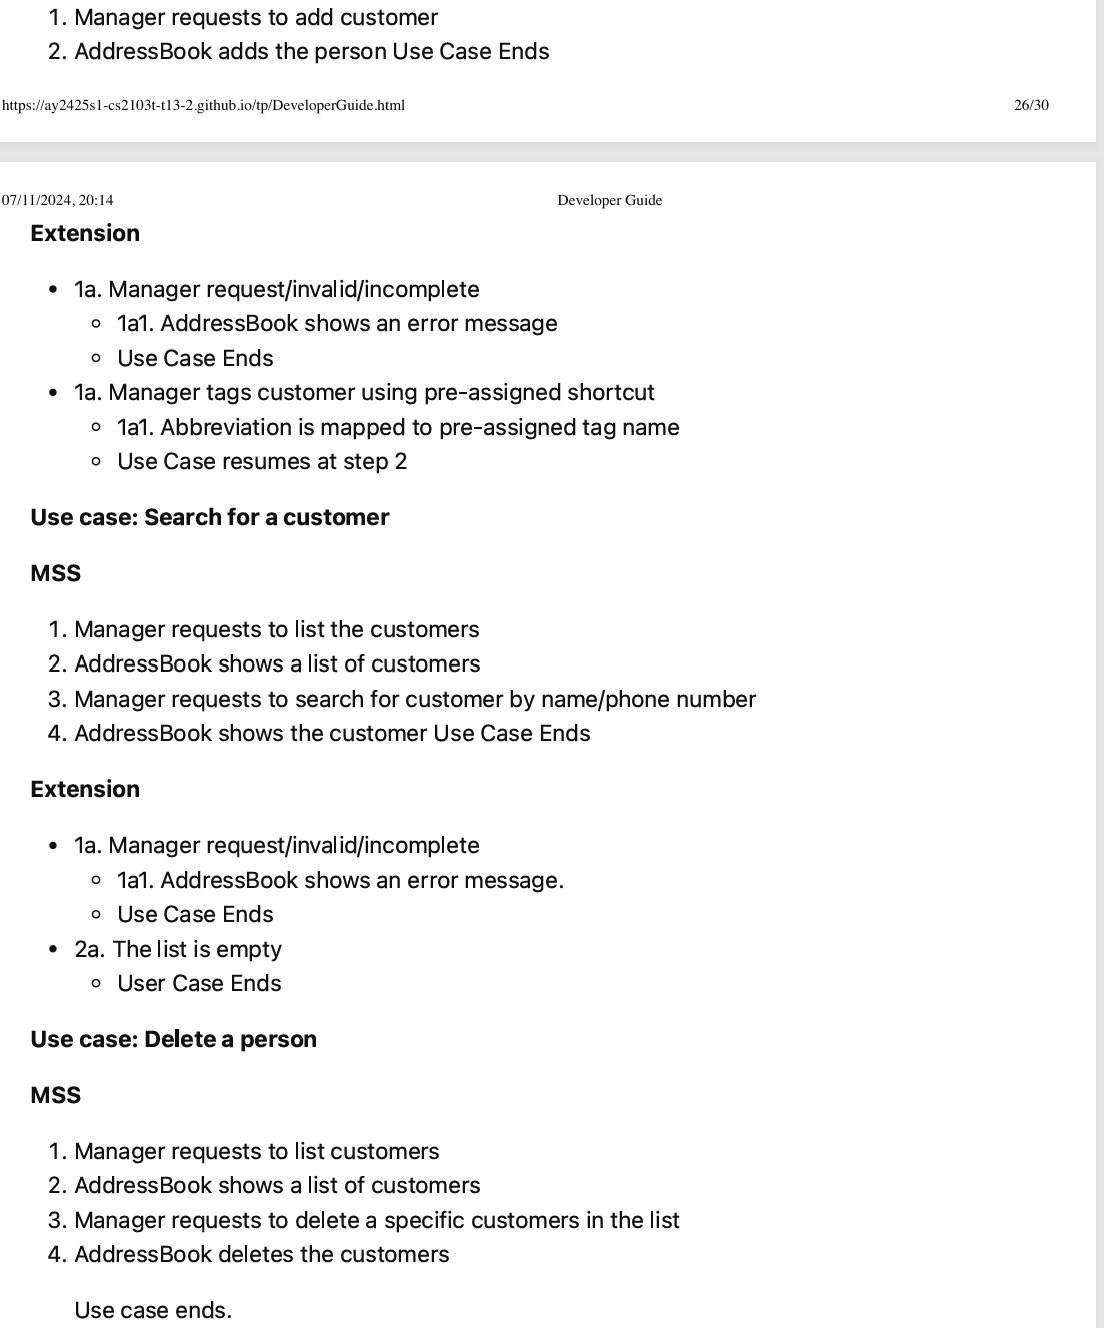 1. Manager requests to add customer
2. AddressBook adds the person Use Case Ends
https://ay2425s1-cs2103t-t13-2.github.io/tp/DeveloperGuide.html 26/30
07/11/2024, 20:14 Developer Guide
Extension
• 1a. Manager request/invalid/incomplete
◦ 1a1. AddressBook shows an error message
◦ Use Case Ends
• 1a. Manager tags customer using pre-assigned shortcut
◦ 1a1. Abbreviation is mapped to pre-assigned tag name
◦ Use Case resumes at step 2
Use case: Search for a customer
MSS
1. Manager requests to list the customers
2. AddressBook shows a list of customers
3. Manager requests to search for customer by name/phone number
4. AddressBook shows the customer Use Case Ends
Extension
• 1a. Manager request/invalid/incomplete
◦ 1a1. AddressBook shows an error message.
◦ Use Case Ends
• 2a. The list is empty
◦ User Case Ends
Use case: Delete a person
MSS
1. Manager requests to list customers
2. AddressBook shows a list of customers
3. Manager requests to delete a specific customers in the list
4. AddressBook deletes the customers
Use case ends.